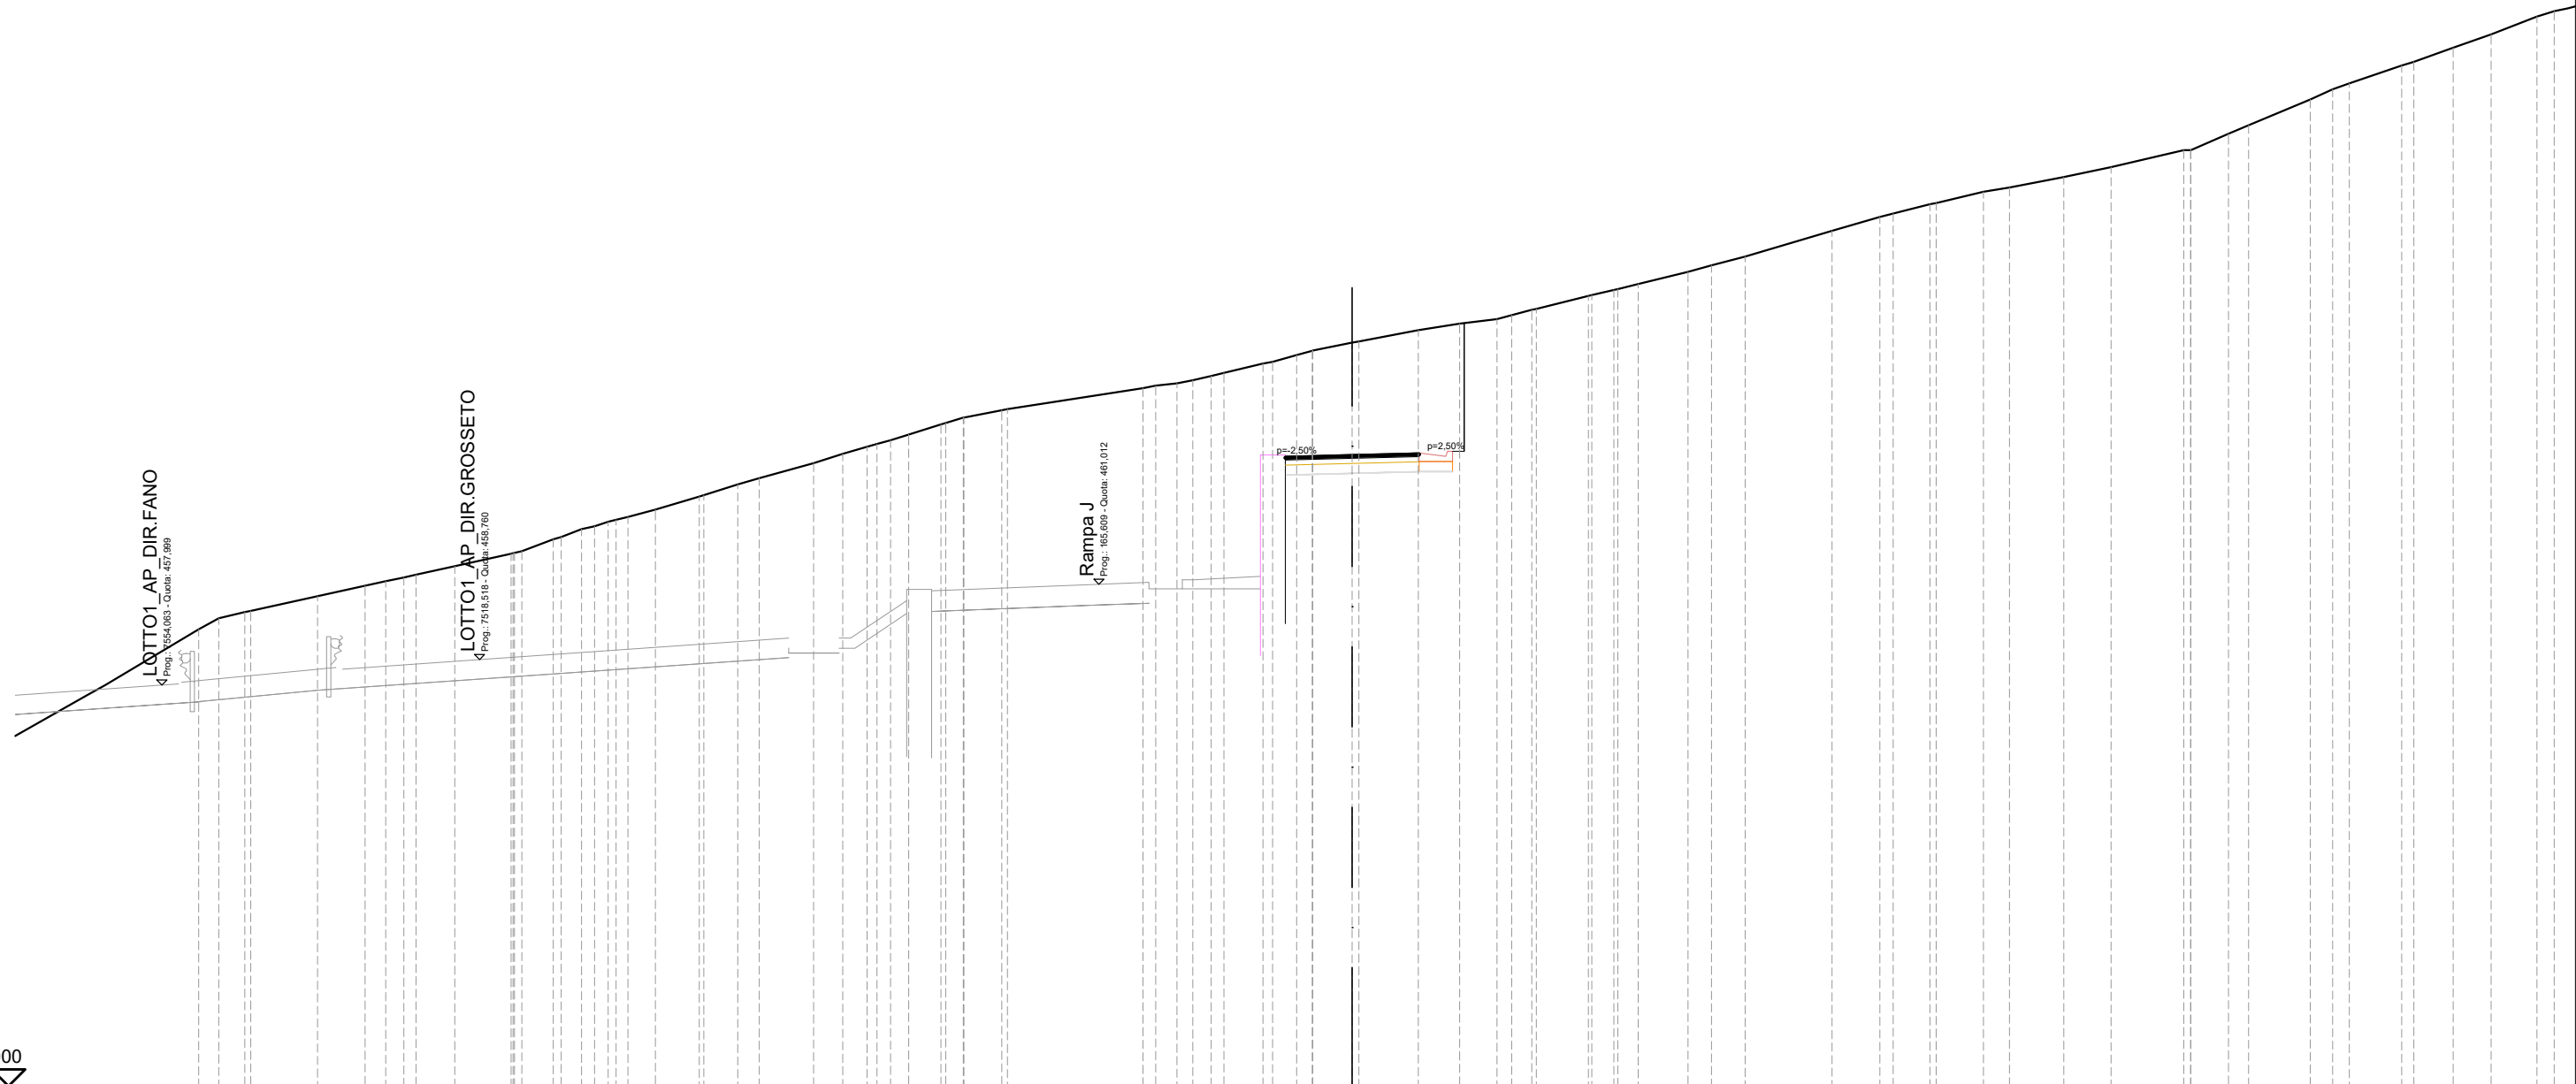 LOTTO1_AP_DIR.FANO
Prog.: 7554,063 - Quota: 457,999
LOTTO1_AP_DIR.GROSSETO
Prog.: 7518,518 - Quota: 458,760
Rampa J
Prog.: 165,609 - Quota: 461,012
p=-2,50%
p=2,50%
00